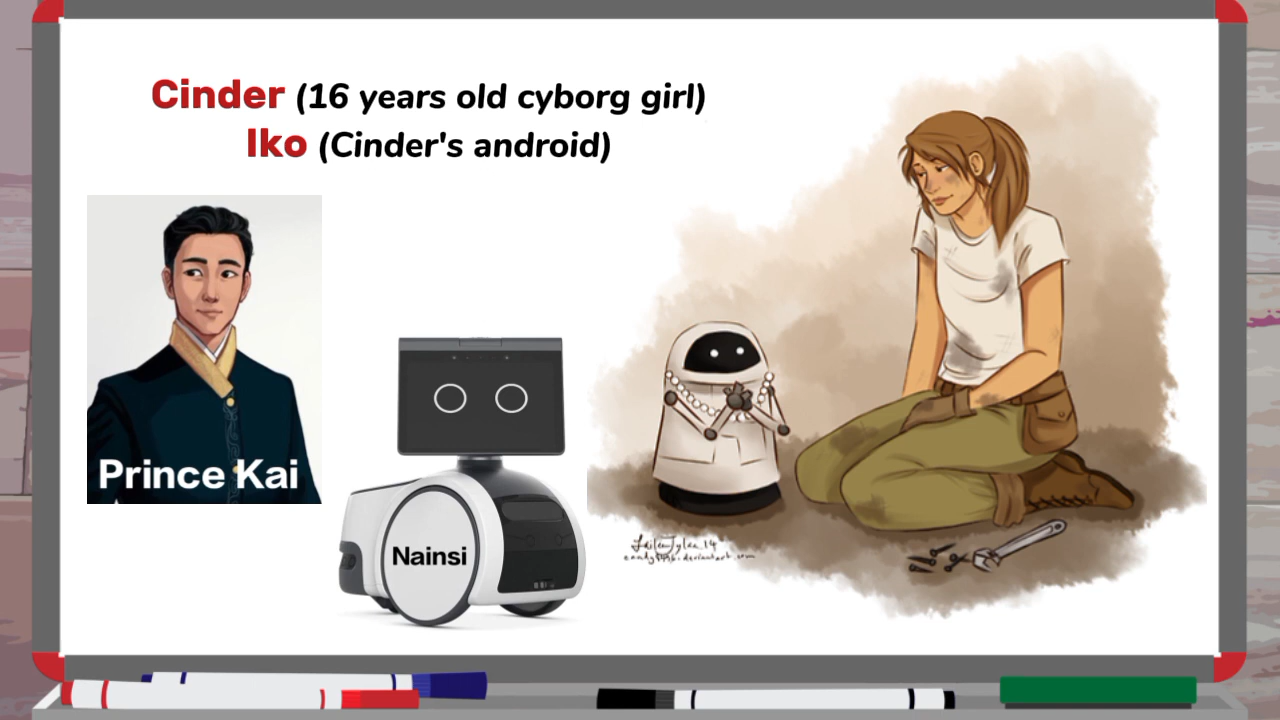 Cinder (16 years old cyborg girl)
Iko (Cinder's android)
Prince Kai
Nainsi